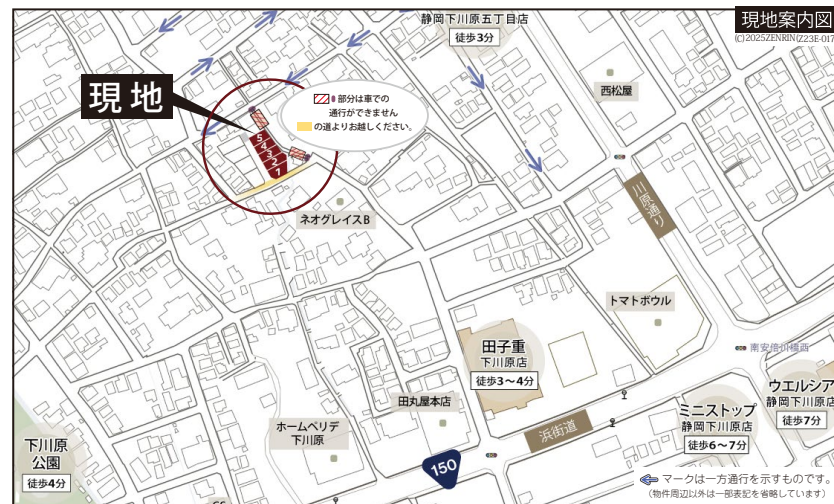 静岡下川原五丁目店
徒歩3分
現地案内図
(C)2025ZENRIN(Z23E-017
西松屋
現地
部分は車での
通行ができません
の道よりお越しください。
5
4
3
2
1
川原通り
ネオグレイスB
トマトボウル
田子重
下川原店
徒歩3〜4分
南安倍川橋西
ウエルシア
静岡下川原店
徒歩7分
田丸屋本店
ミニストップ
静岡下川原店
徒歩6〜7分
ホームベリデ
下川原
浜街道
下川原
公園
徒歩4分
150
マークは一方通行を示すものです。
(物件周辺以外は一部表記を省略しています)